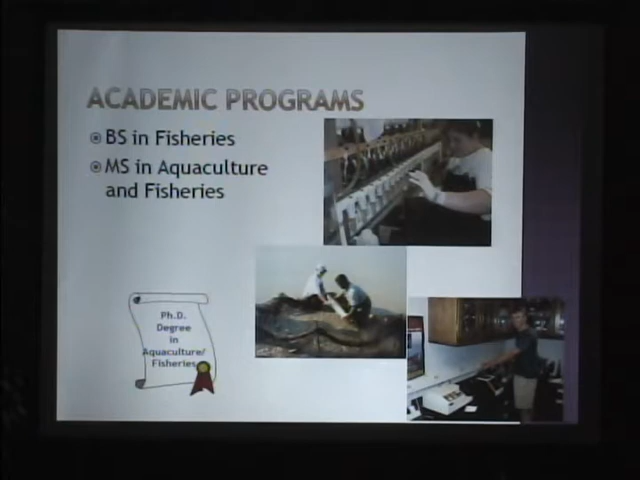 ACADEMIC PROGRAMS
BS in Fisheries
MS in Aquaculture
and Fisheries
Ph.D.
Degree
in
Aquaculture/
Fisheries